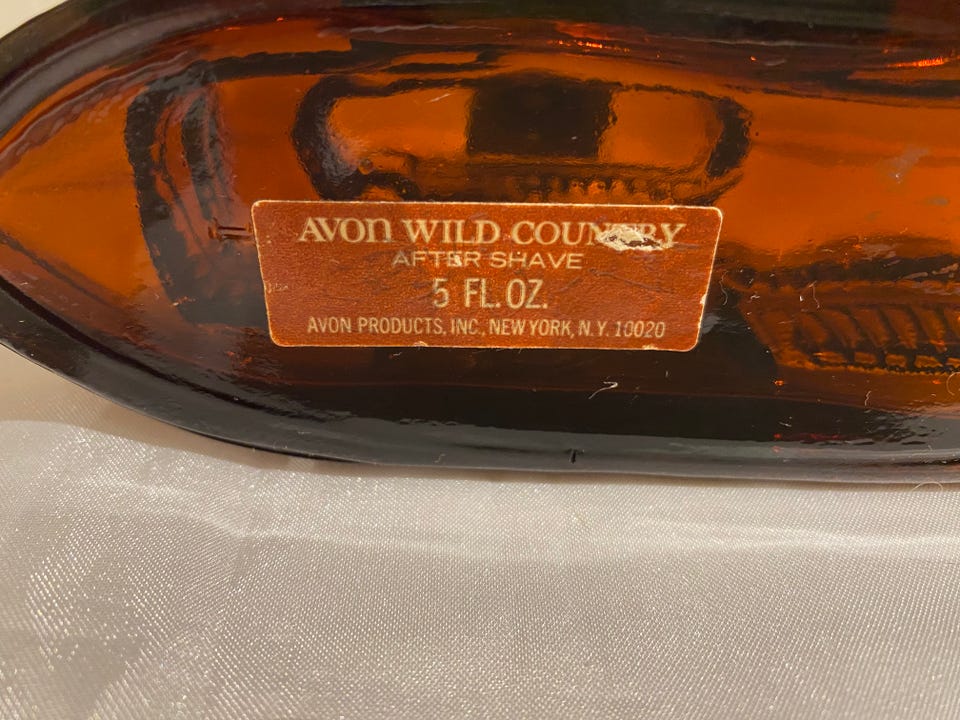 AVON WILD COUNTRY
AFTER SHAVE
5 FL. OZ.
AVON PRODUCTS, INC., NEW YORK, N.Y. 10020